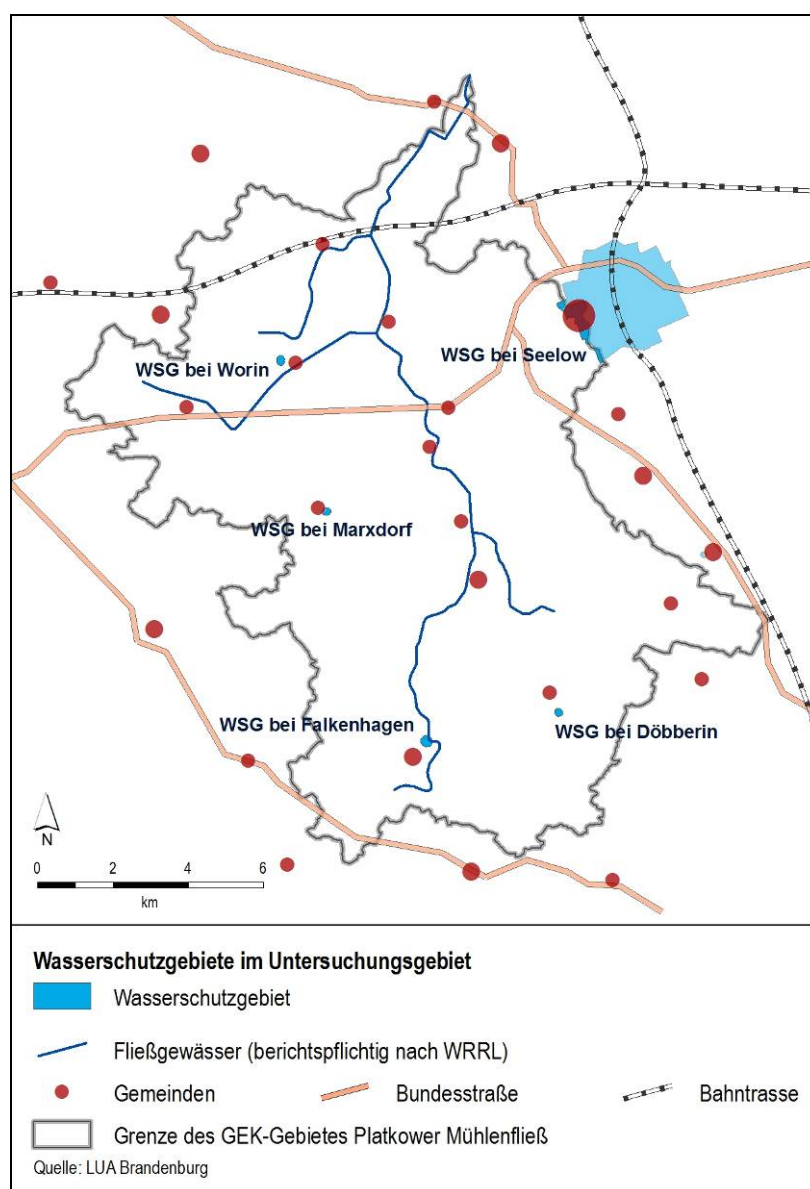 WSG bei Seelow
WSG bei Worin
WSG bei Marxdorf
WSG bei Falkenhagen
WSG bei Döbberin
N
0 2 4 6
km
Wasserschutzgebiete im Untersuchungsgebiet
Wasserschutzgebiet
Fließgewässer (berichtspflichtig nach WRRL)
Gemeinden Bundesstraße Bahntrasse
Grenze des GEK-Gebietes Platkower Mühlenfließ
Quelle: LUA Brandenburg